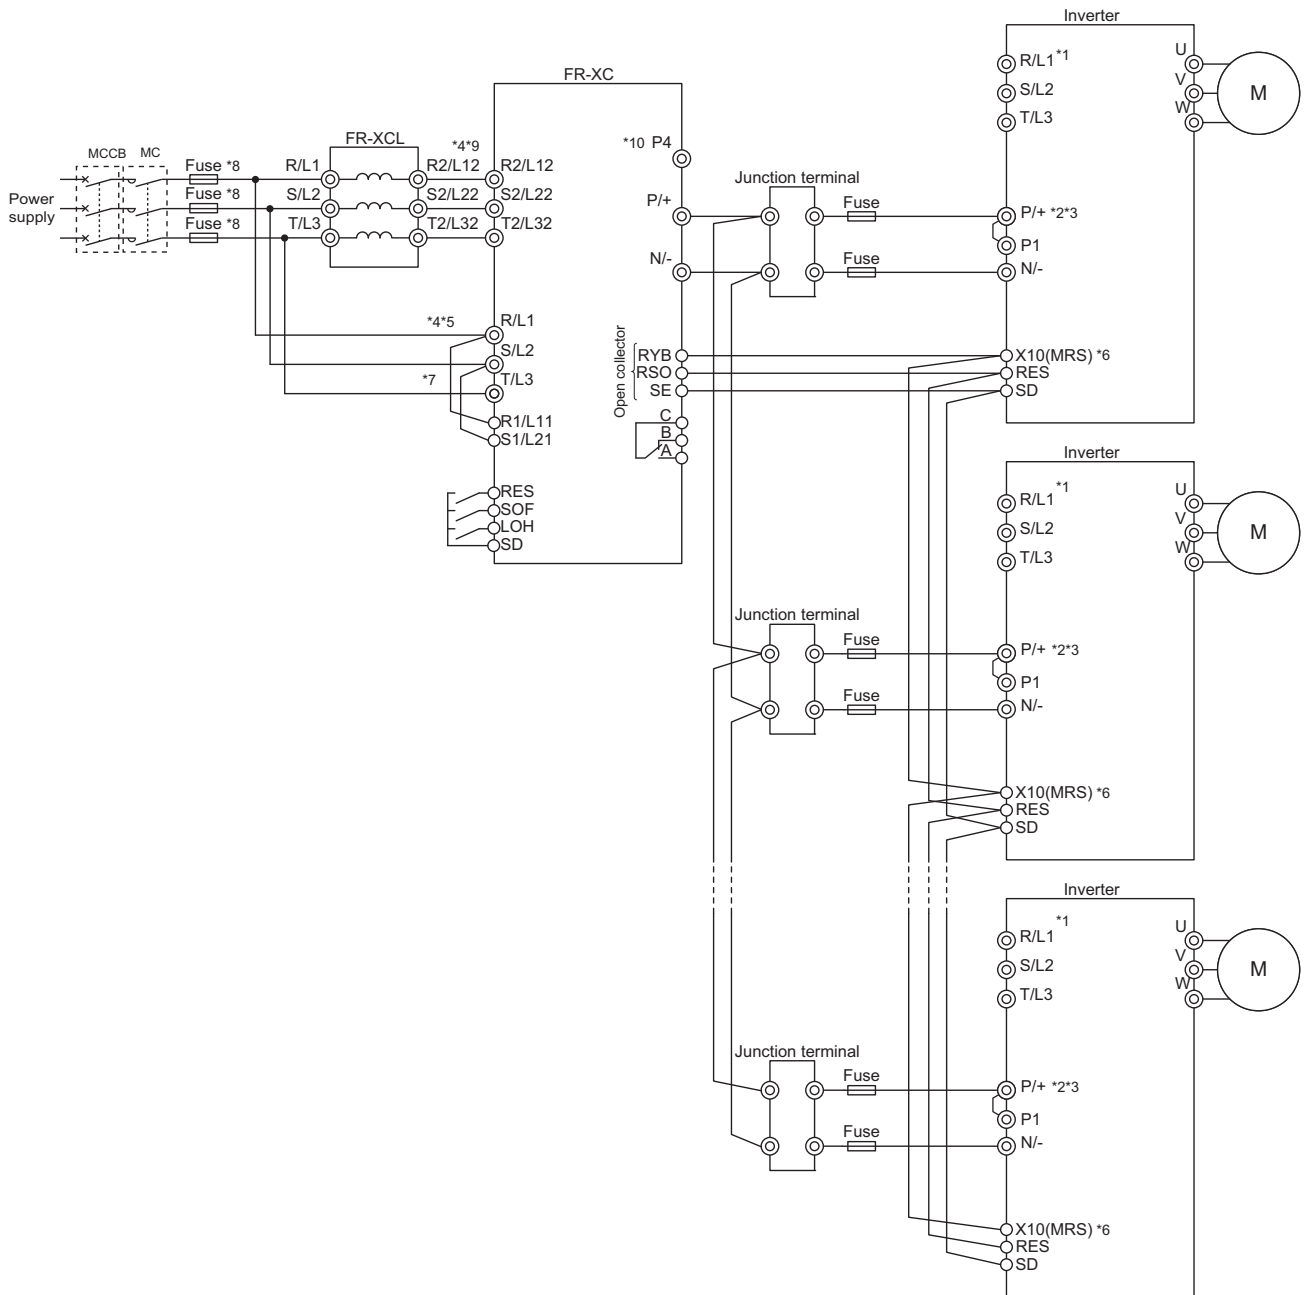 Inverter
R/L1 *1
S/L2
T/L3
U
V
W
M
FR-XC
FR-XCL
*4*9
*10 P4
MCCB
MC
Fuse *8
Fuse *8
Fuse *8
Power
supply
R/L1
S/L2
T/L3
R2/L12
S2/L22
T2/L32
R2/L12
S2/L22
T2/L32
P/+
N/-
Junction terminal
Fuse
Fuse
P/+ *2*3
P1
N/-
*4*5
*7
R/L1
S/L2
T/L3
R1/L11
S1/L21
Open collector
RYB
RSO
SE
C
B
A
X10(MRS) *6
RES
SD
RES
SOF
LOH
SD
Inverter
R/L1 *1
S/L2
T/L3
U
V
W
M
Junction terminal
Fuse
Fuse
P/+ *2*3
P1
N/-
X10(MRS) *6
RES
SD
Inverter
R/L1 *1
S/L2
T/L3
U
V
W
M
Junction terminal
Fuse
Fuse
P/+ *2*3
P1
N/-
X10(MRS) *6
RES
SD